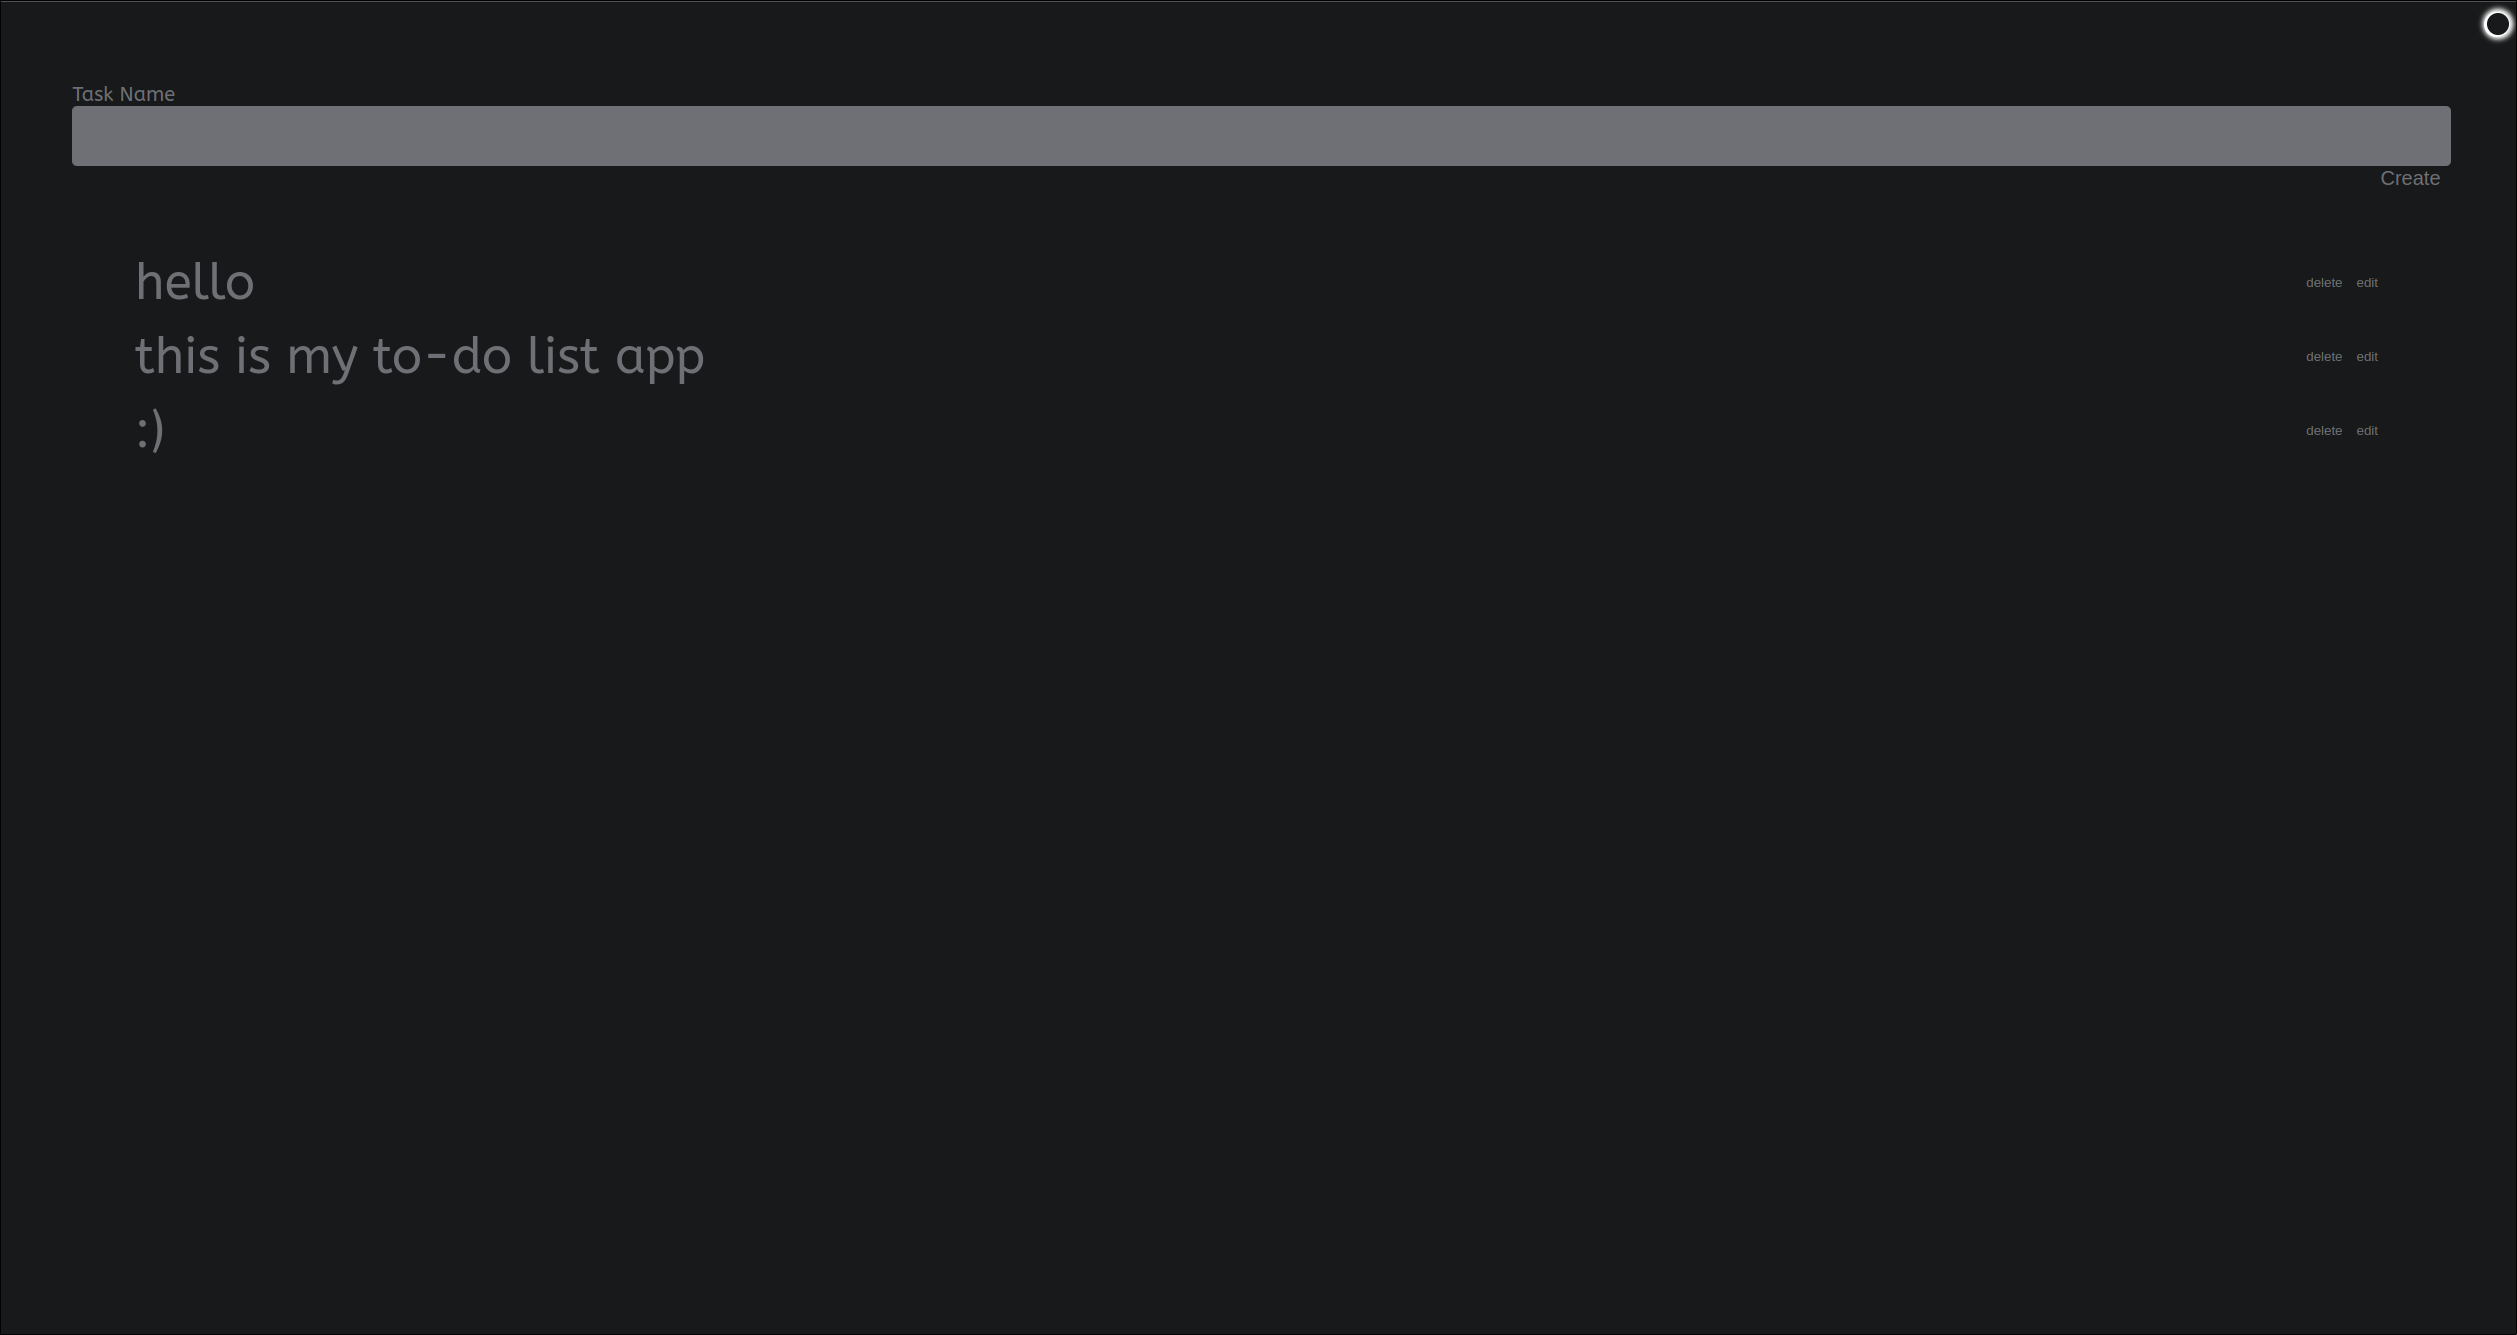 Task Name
Create
hello delete edit
this is my to-do list app delete edit
:) delete edit